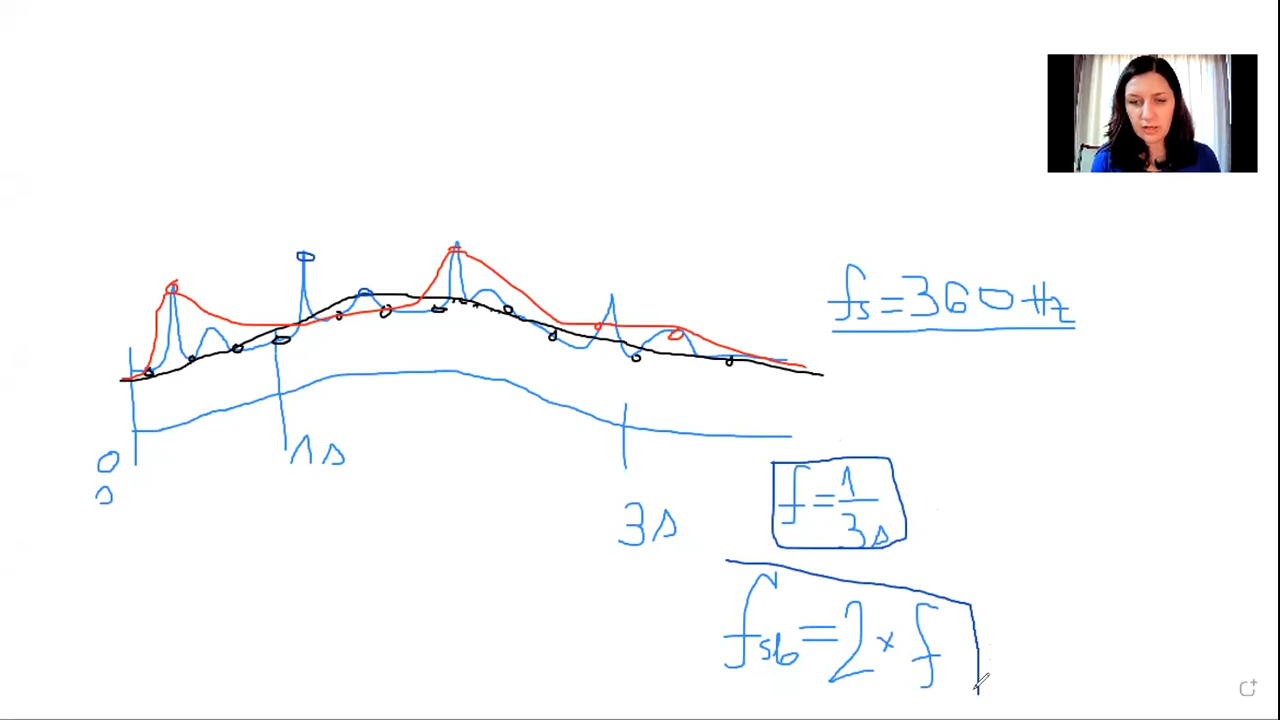 fs = 360 Hz
0
s
1s
3s
f = 1/3s
fsb = 2 × f